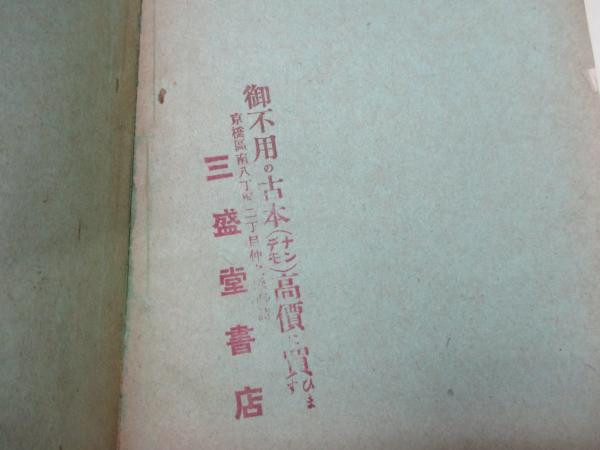 御不用の古本(ナンデモ)高價に買ひます
京橋區南八丁堀二丁目仲
三盛堂書店